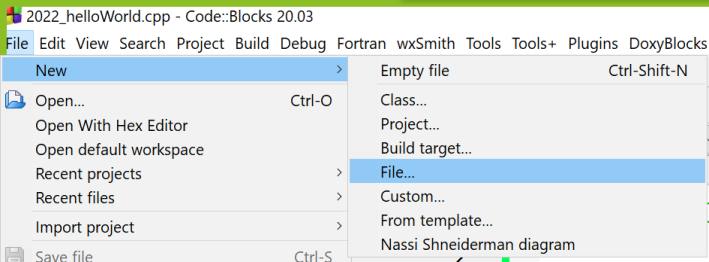 2022_helloWorld.cpp - Code::Blocks 20.03
File Edit View Search Project Build Debug Fortran wxSmith Tools Tools+ Plugins DoxyBlocks
New
Empty file Ctrl-Shift-N
Open... Ctrl-O
Class...
Open With Hex Editor
Project...
Open default workspace
Build target...
Recent projects
File...
Recent files
Custom...
Import project
From template...
Save file Ctrl-S
Nassi Shneiderman diagram